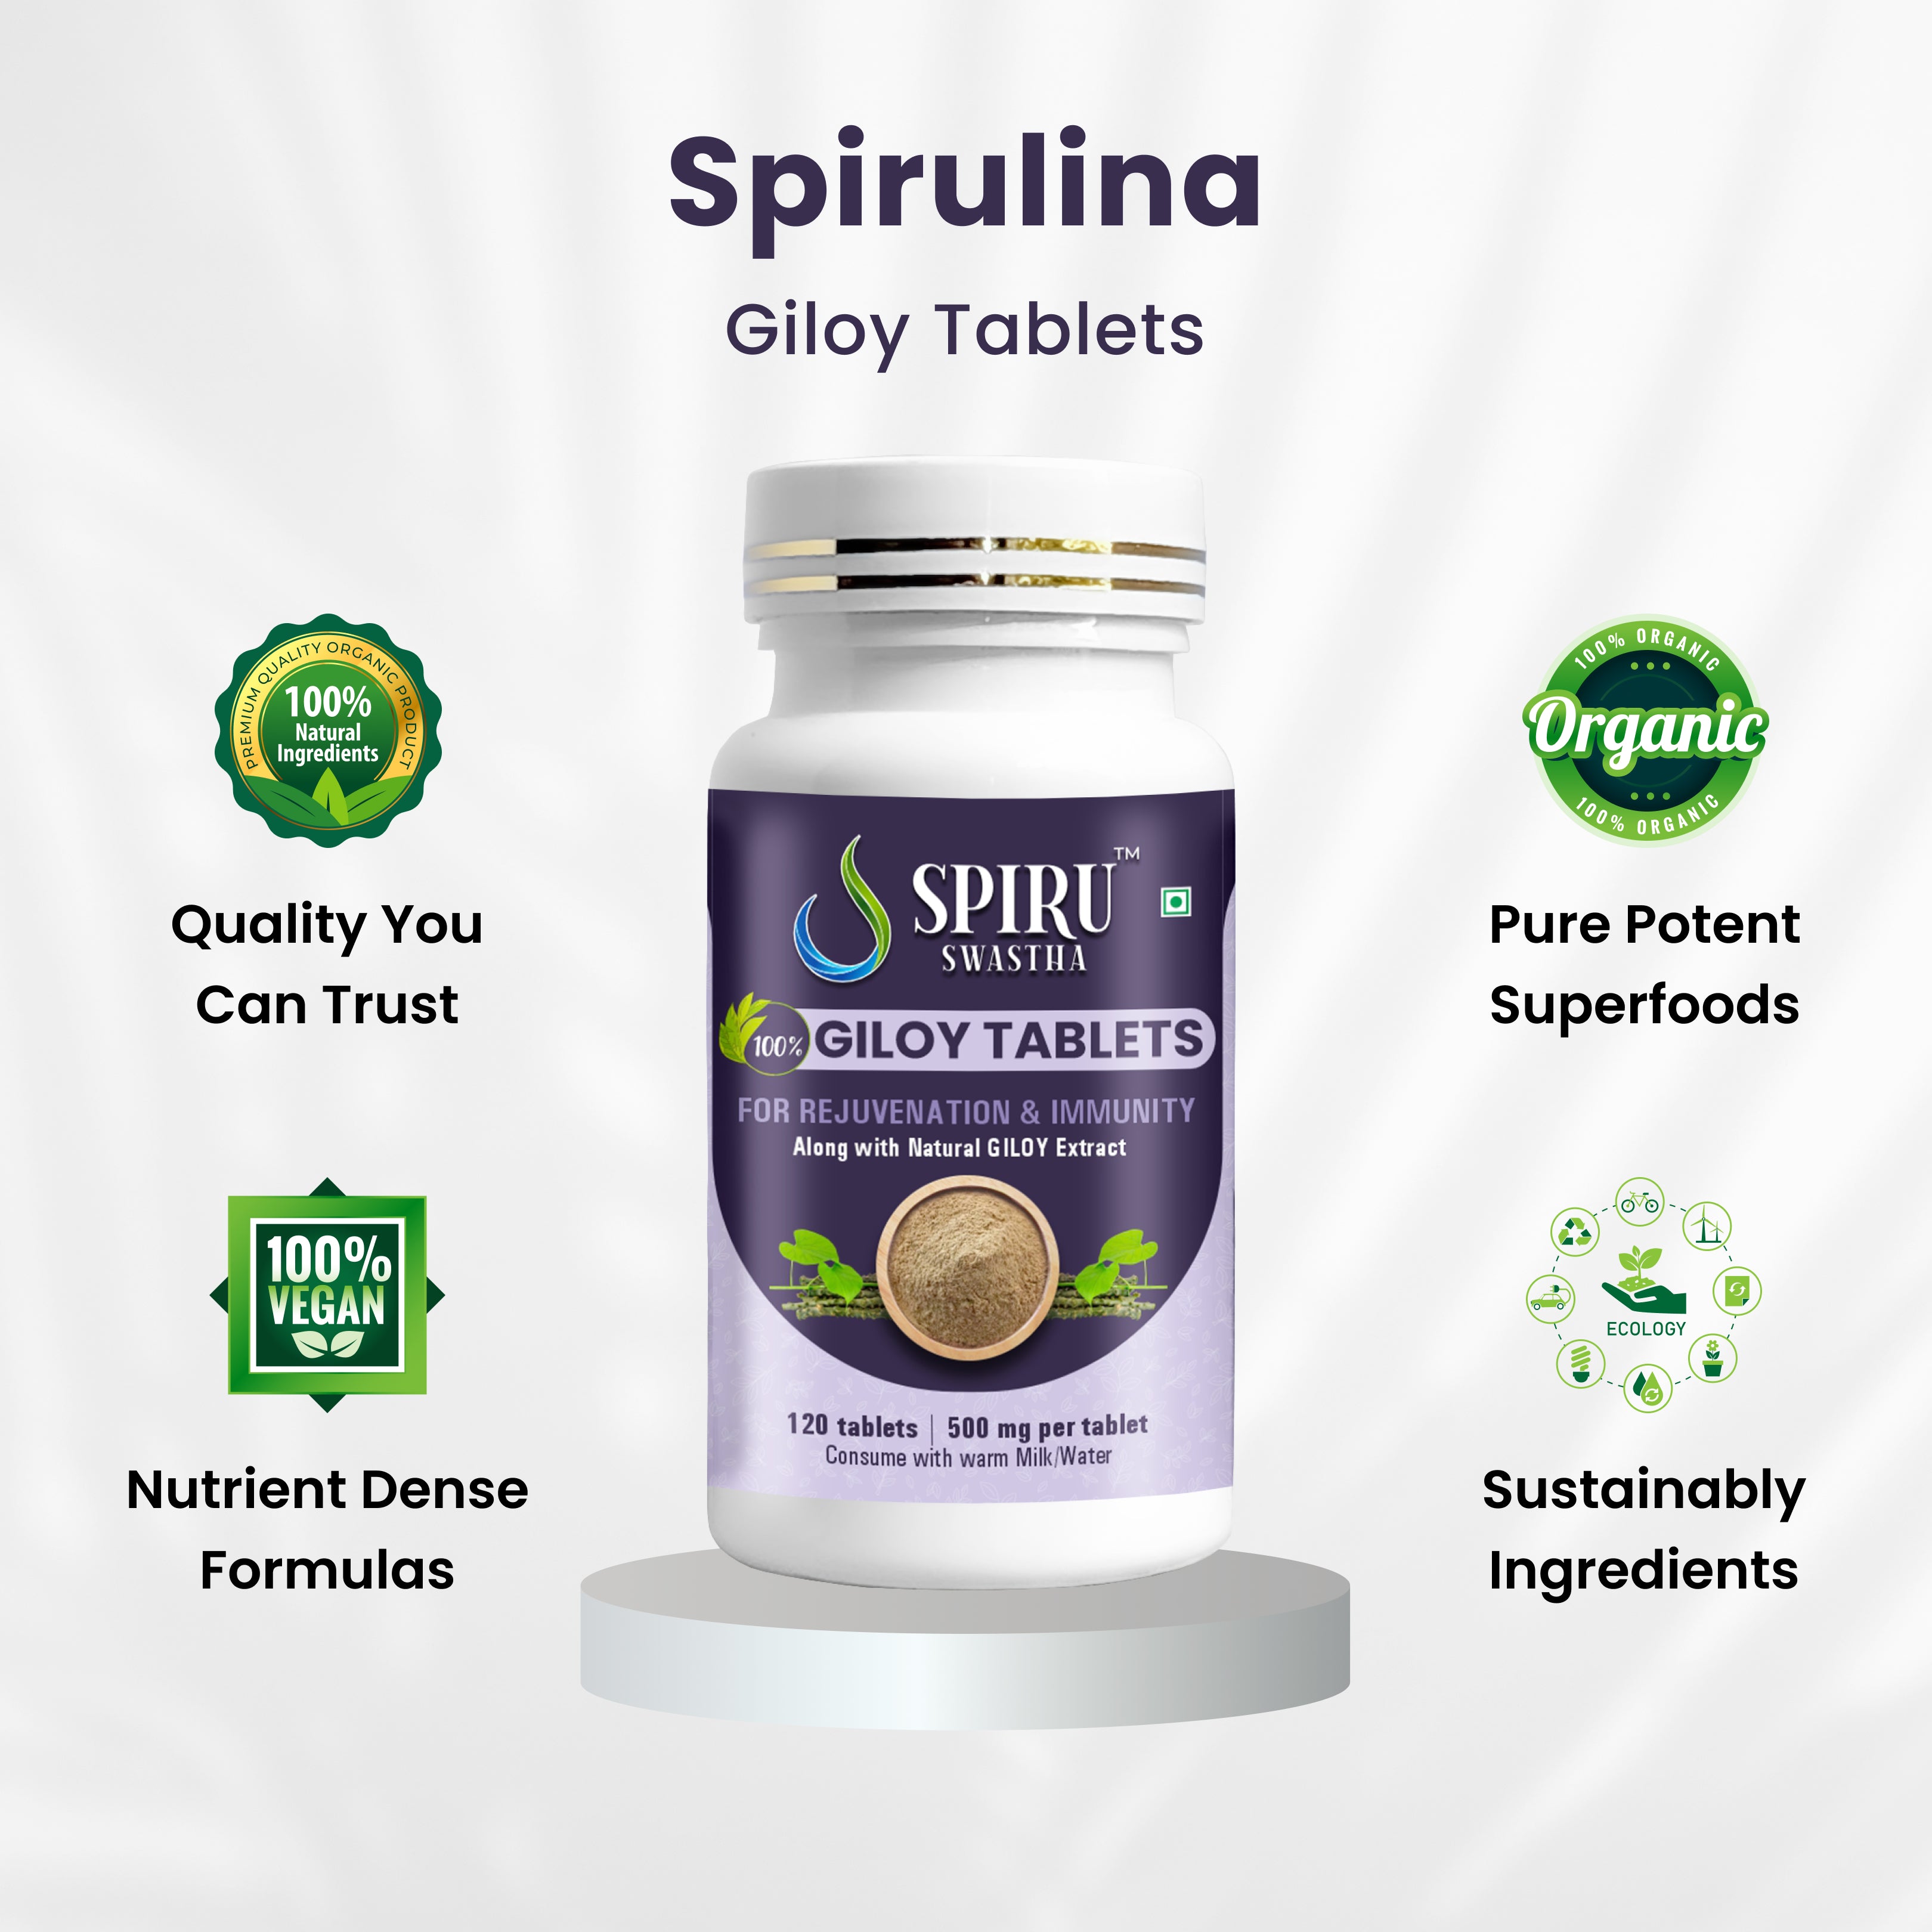 Spirulina
Giloy Tablets
PREMIUM QUALITY ORGANIC PRODUCT
100%
Natural
Ingredients
Quality You
Can Trust
100%
VEGAN
Nutrient Dense
Formulas
SPIRU™
SWASTHA
100% GILOY TABLETS
FOR REJUVENATION & IMMUNITY
Along with Natural GILOY Extract
120 tablets | 500 mg per tablet
Consume with warm Milk/Water
100% ORGANIC
Organic
100% ORGANIC
Pure Potent
Superfoods
ECOLOGY
Sustainably
Ingredients